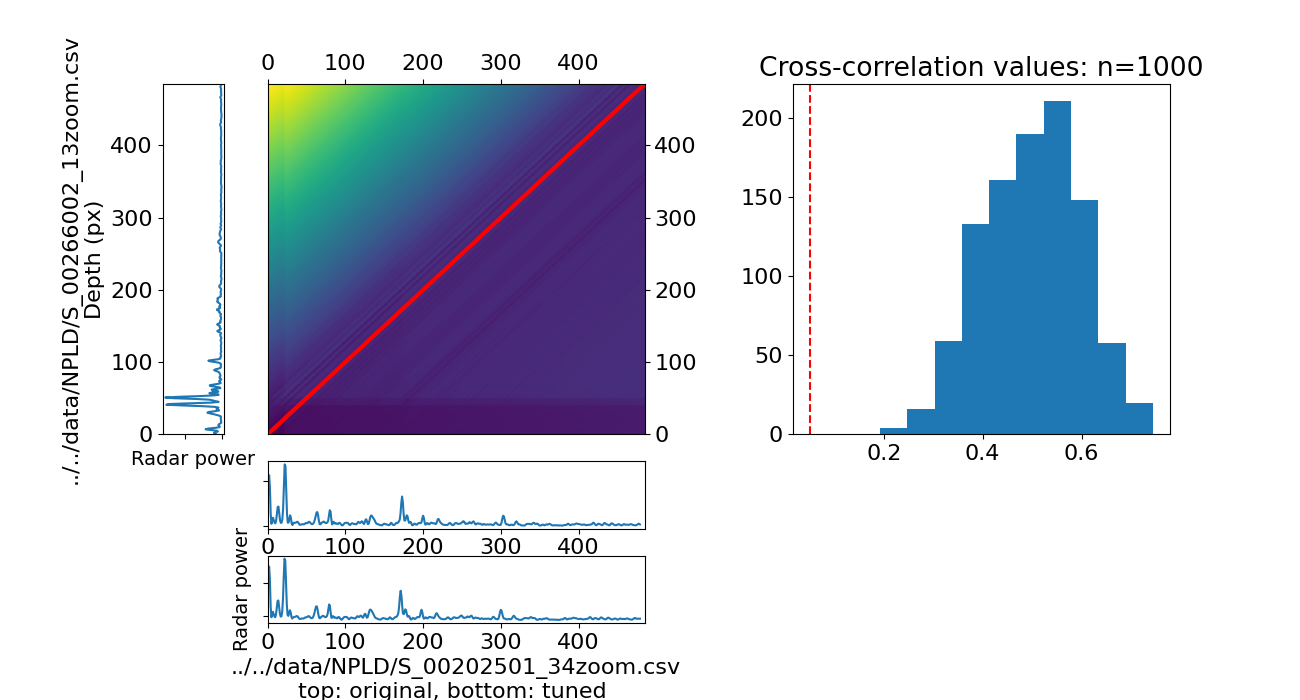 Cross-correlation values: n=1000
0 100 200 300 400
../../data/NPLD/S_00266002_13zoom.csv
Depth (px)
400
300
200
100
0
Radar power
400
300
200
100
0
200
150
100
50
0
0.2 0.4 0.6
0 100 200 300 400
Radar power
0 100 200 300 400
../../data/NPLD/S_00202501_34zoom.csv
top: original, bottom: tuned